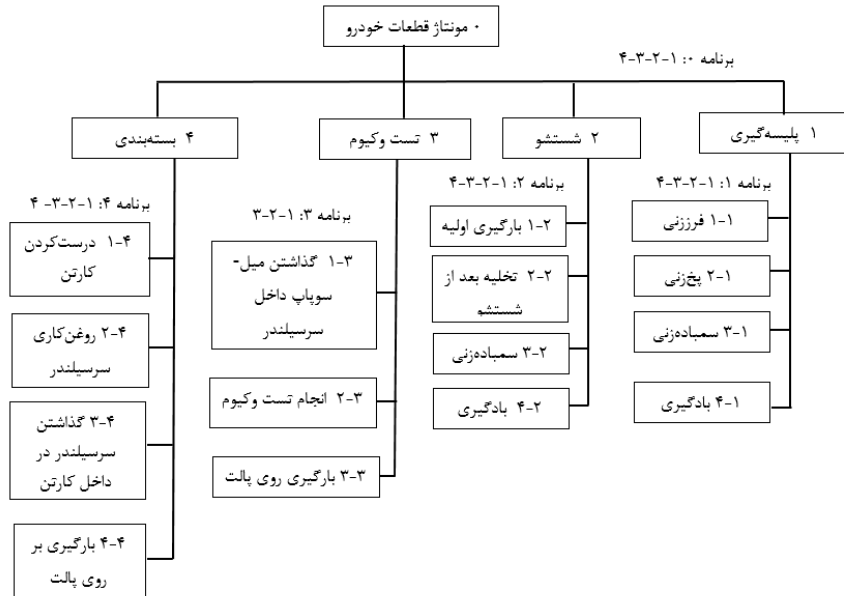 ۰ مونتاژ قطعات خودرو
برنامه ۰: ۱-۲-۳-۴
۱ پلیسه‌گیری
۲ شستشو
۳ تست وکیوم
۴ بسته‌بندی
برنامه ۱: ۱-۲-۳-۴
۱-۱ فرززنی
۱-۲ پخ‌زنی
۱-۳ سمباده‌زنی
۱-۴ بادگیری
برنامه ۲: ۱-۲-۳-۴
۲-۱ بارگیری اولیه
۲-۲ تخلیه بعد از
شستشو
۲-۳ سمباده‌زنی
۲-۴ بادگیری
برنامه ۳: ۱-۲-۳
۳-۱ گذاشتن میل-
سوپاپ داخل
سرسیلندر
۳-۲ انجام تست وکیوم
۳-۳ بارگیری روی پالت
برنامه ۴: ۱-۲-۳-۴
۴-۱ درست‌کردن
کارتن
۴-۲ روغن‌کاری
سرسیلندر
۴-۳ گذاشتن
سرسیلندر در
داخل کارتن
۴-۴ بارگیری بر
روی پالت